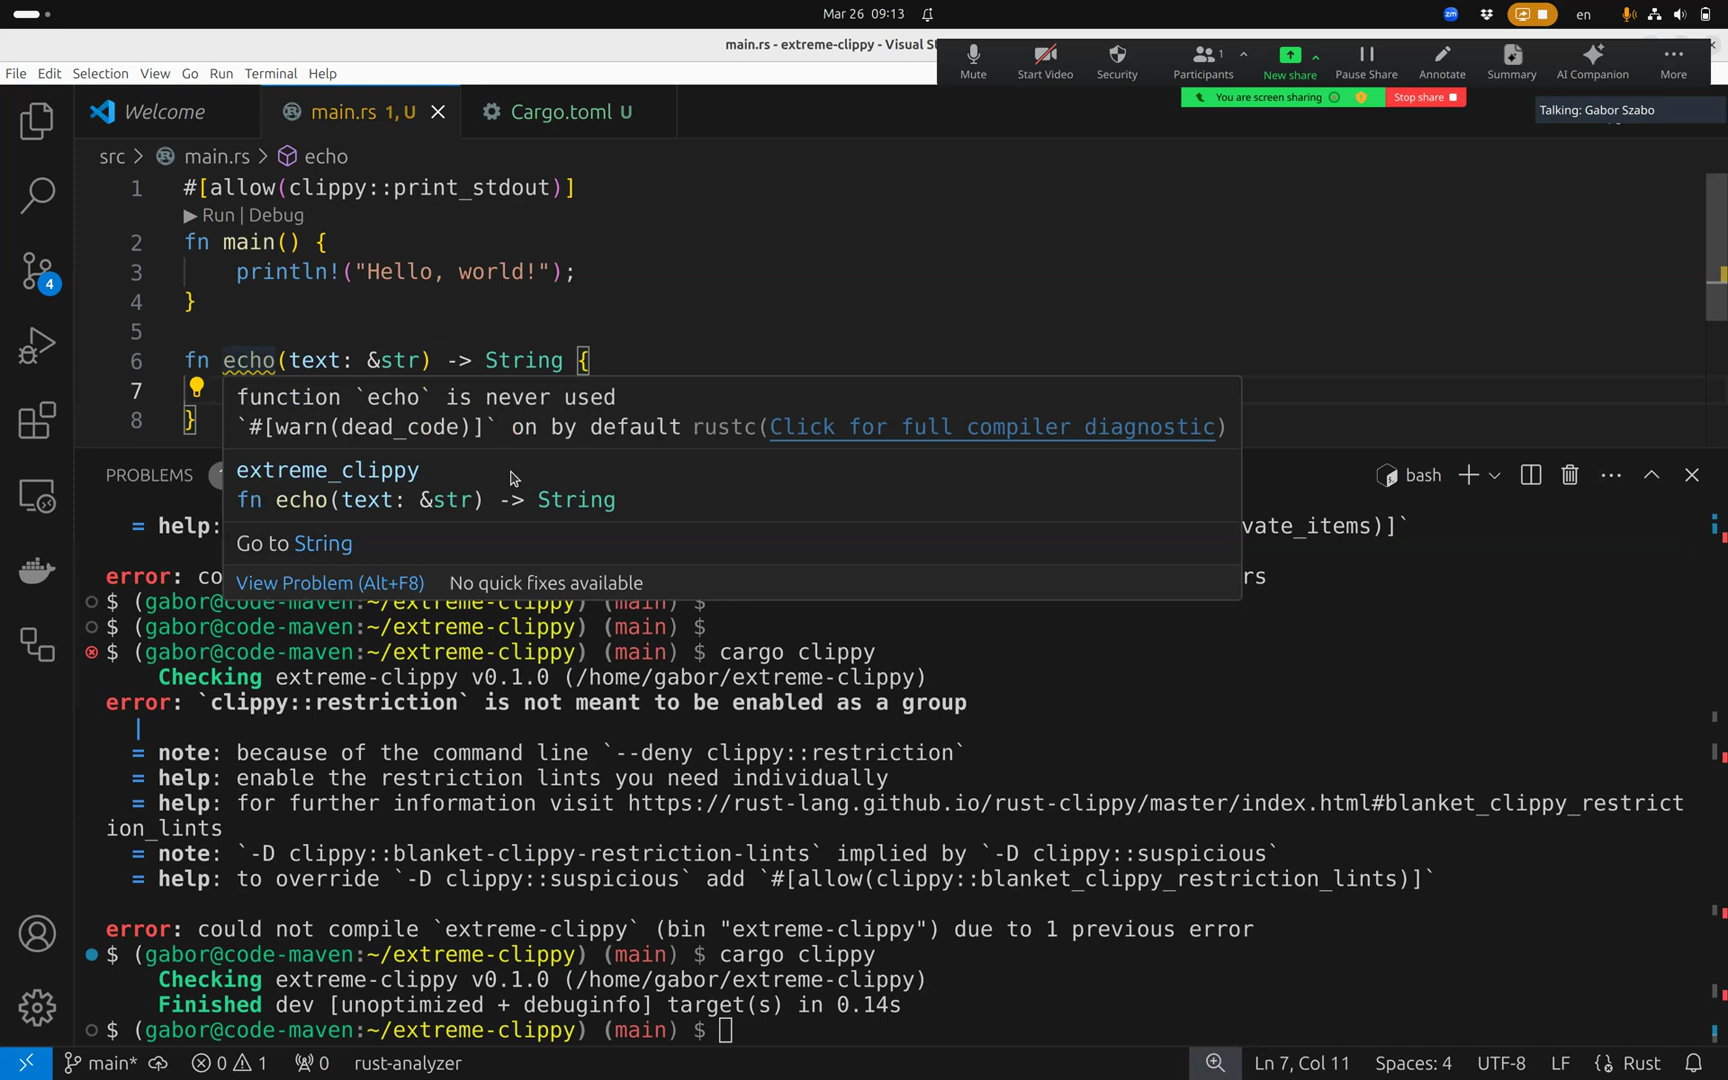 Mar 26 09:13
zm
en
main.rs - extreme-clippy - Visual S
File Edit Selection View Go Run Terminal Help
Mute
Start Video
Security
Participants 1
New share
Pause Share
Annotate
Summary
AI Companion
More
You are screen sharing
Stop share
Talking: Gabor Szabo
Welcome
main.rs 1, U
Cargo.toml U
src > main.rs > echo
1 #[allow(clippy::print_stdout)]
Run | Debug
2 fn main() {
3 println!("Hello, world!");
4 }
5
6 fn echo(text: &str) -> String {
7
8 }
4
function `echo` is never used
`#[warn(dead_code)]` on by default rustc(Click for full compiler diagnostic)
extreme_clippy
fn echo(text: &str) -> String
Go to String
View Problem (Alt+F8) No quick fixes available
PROBLEMS
bash
= help: vate_items)]`
error: co rs
$ (gabor@code-maven:~/extreme-clippy) (main) $
$ (gabor@code-maven:~/extreme-clippy) (main) $
$ (gabor@code-maven:~/extreme-clippy) (main) $ cargo clippy
Checking extreme-clippy v0.1.0 (/home/gabor/extreme-clippy)
error: `clippy::restriction` is not meant to be enabled as a group
|
= note: because of the command line `--deny clippy::restriction`
= help: enable the restriction lints you need individually
= help: for further information visit https://rust-lang.github.io/rust-clippy/master/index.html#blanket_clippy_restrict
ion_lints
= note: `-D clippy::blanket-clippy-restriction-lints` implied by `-D clippy::suspicious`
= help: to override `-D clippy::suspicious` add `#[allow(clippy::blanket_clippy_restriction_lints)]`
error: could not compile `extreme-clippy` (bin "extreme-clippy") due to 1 previous error
$ (gabor@code-maven:~/extreme-clippy) (main) $ cargo clippy
Checking extreme-clippy v0.1.0 (/home/gabor/extreme-clippy)
Finished dev [unoptimized + debuginfo] target(s) in 0.14s
$ (gabor@code-maven:~/extreme-clippy) (main) $
main* 0 1 0 rust-analyzer
Ln 7, Col 11 Spaces: 4 UTF-8 LF {} Rust